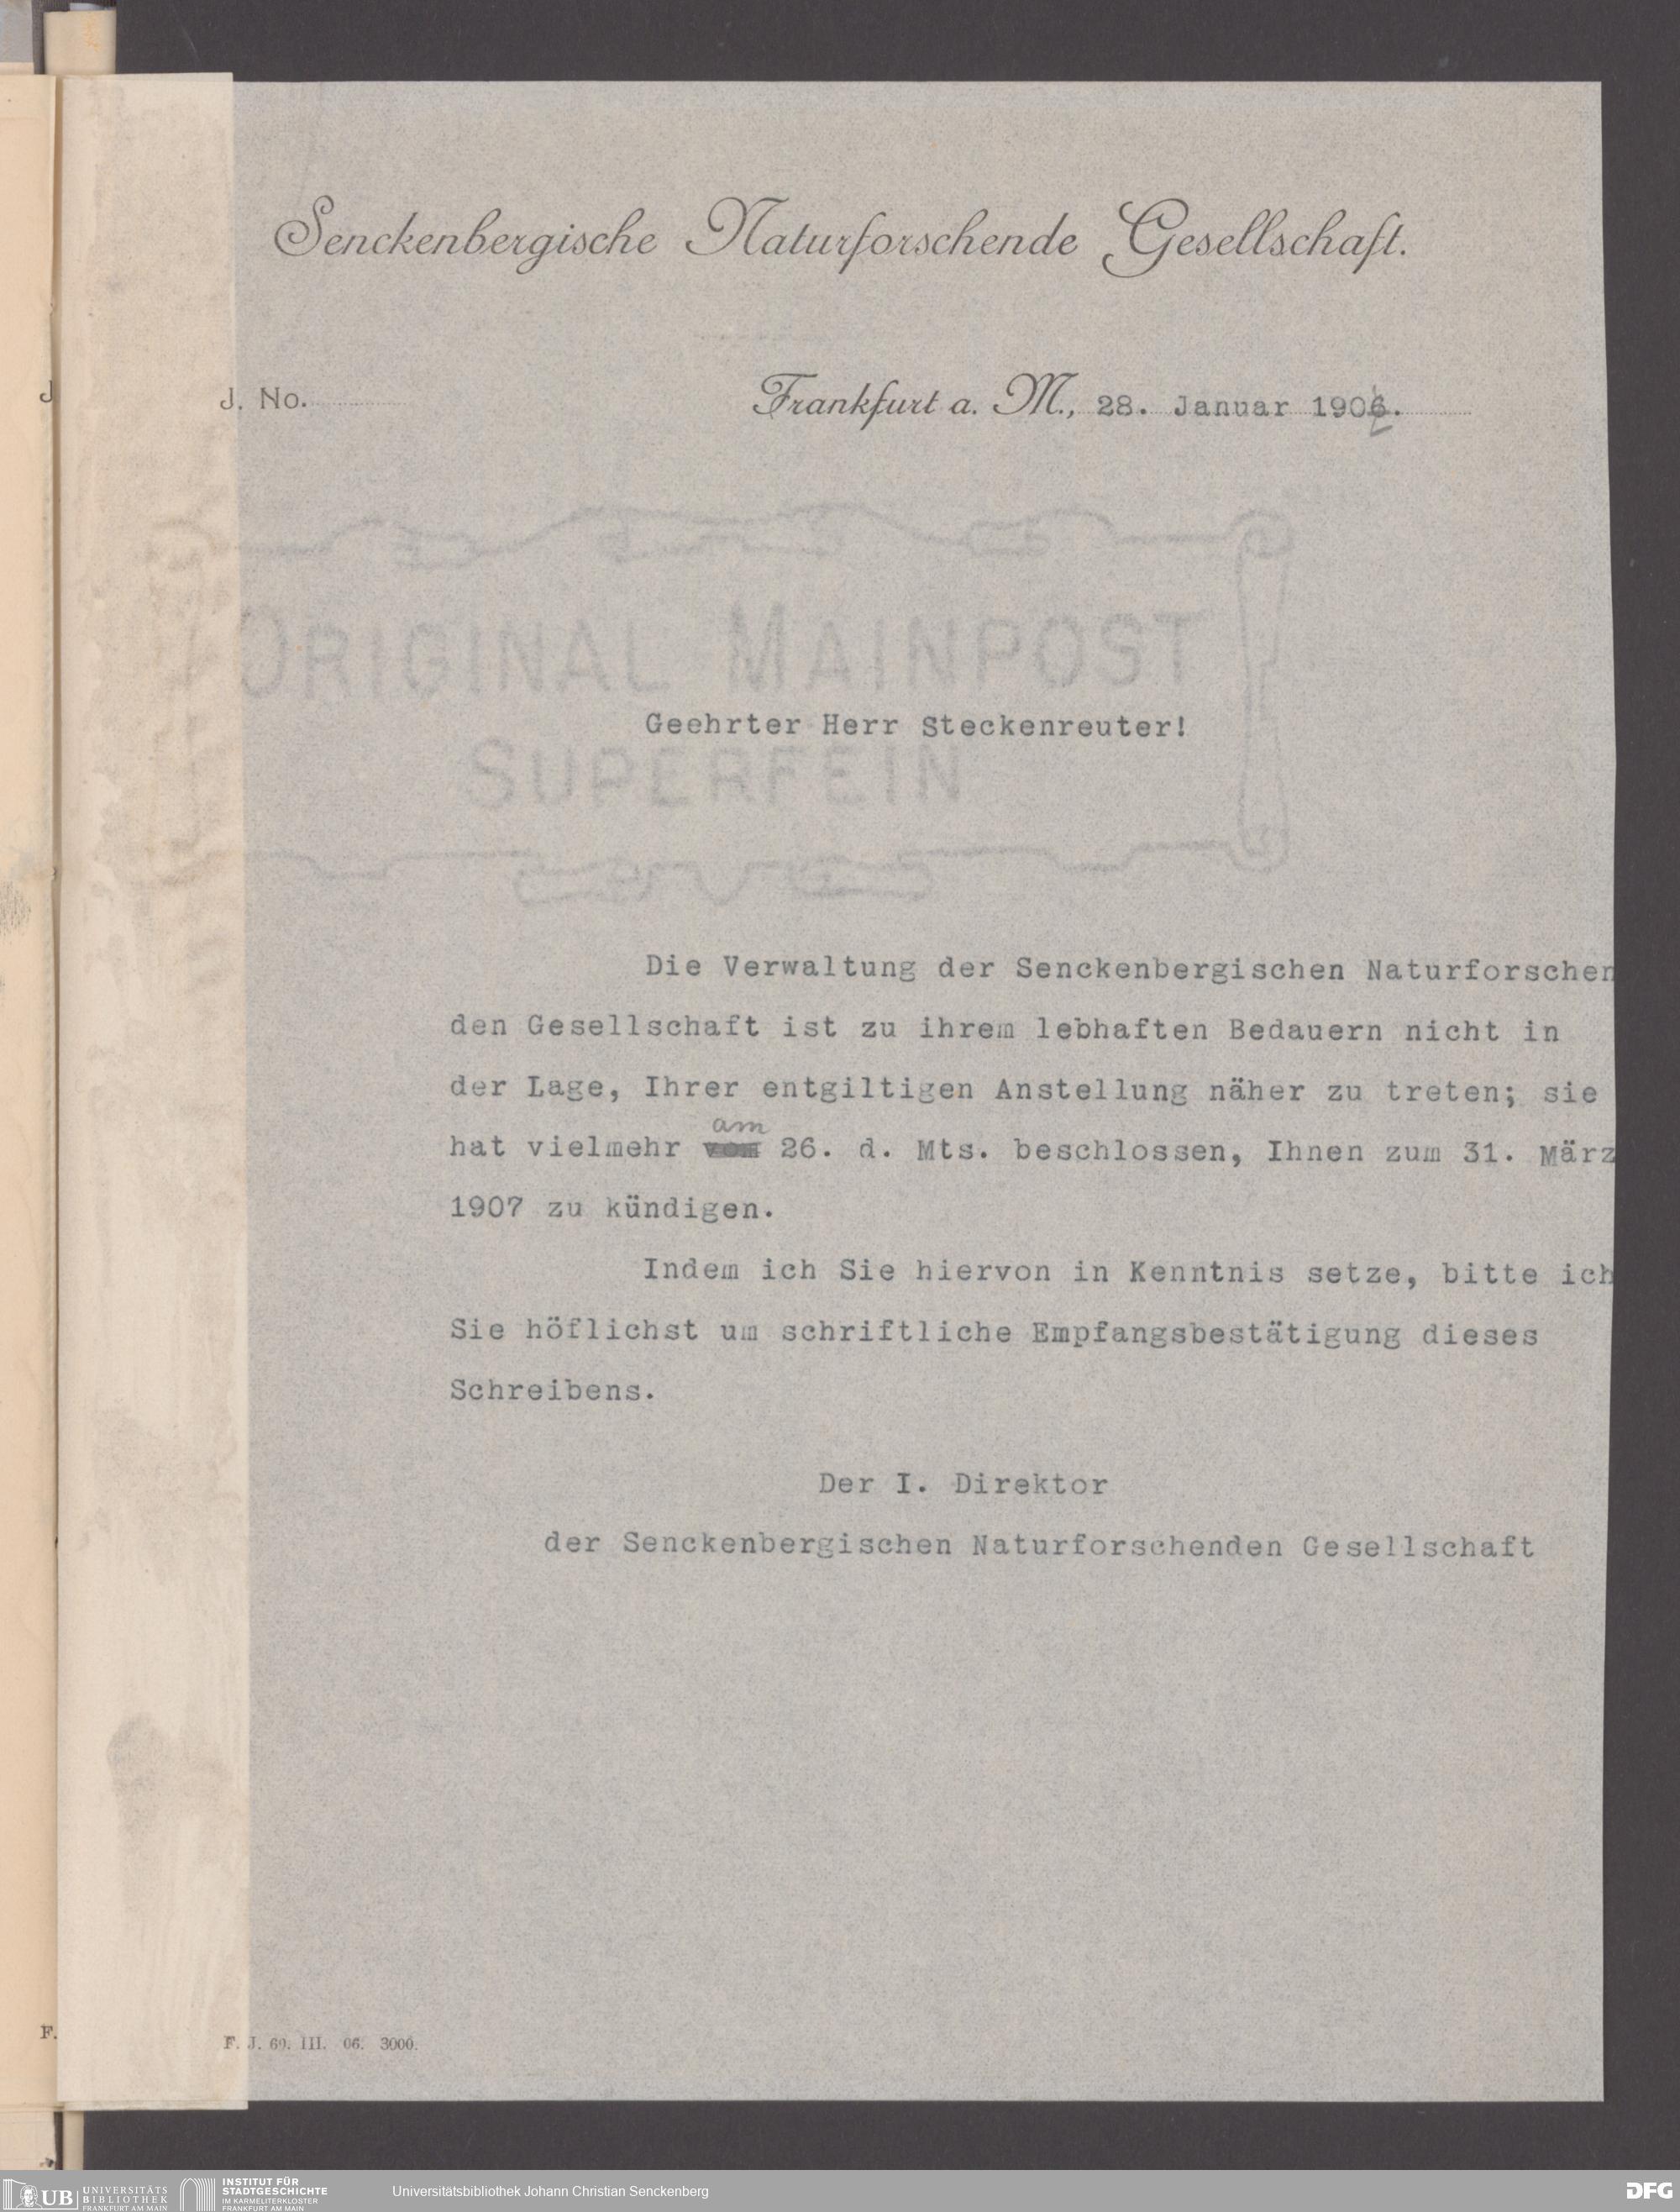 Senckenbergische Naturforschende Gesellschaft.
J. No.
Frankfurt a. M., 28. Januar 1906.
ORIGINAL MAINPOST
Geehrter Herr Steckenreuter!
SUPERFEIN
Die Verwaltung der Senckenbergischen Naturforschen
den Gesellschaft ist zu ihrem lebhaften Bedauern nicht in
der Lage, Ihrer entgiltigen Anstellung näher zu treten; sie
am
hat vielmehr vom 26. d. Mts. beschlossen, Ihnen zum 31. März
1907 zu kündigen.
Indem ich Sie hiervon in Kenntnis setze, bitte ich
Sie höflichst um schriftliche Empfangsbestätigung dieses
Schreibens.
Der I. Direktor
der Senckenbergischen Naturforschenden Gesellschaft
F.
F. J. 60. III. 06. 3000.
UB UNIVERSITÄTS
BIBLIOTHEK
FRANKFURT AM MAIN
INSTITUT FÜR
STADTGESCHICHTE
IM KARMELITERKLOSTER
FRANKFURT AM MAIN
Universitätsbibliothek Johann Christian Senckenberg
DFG